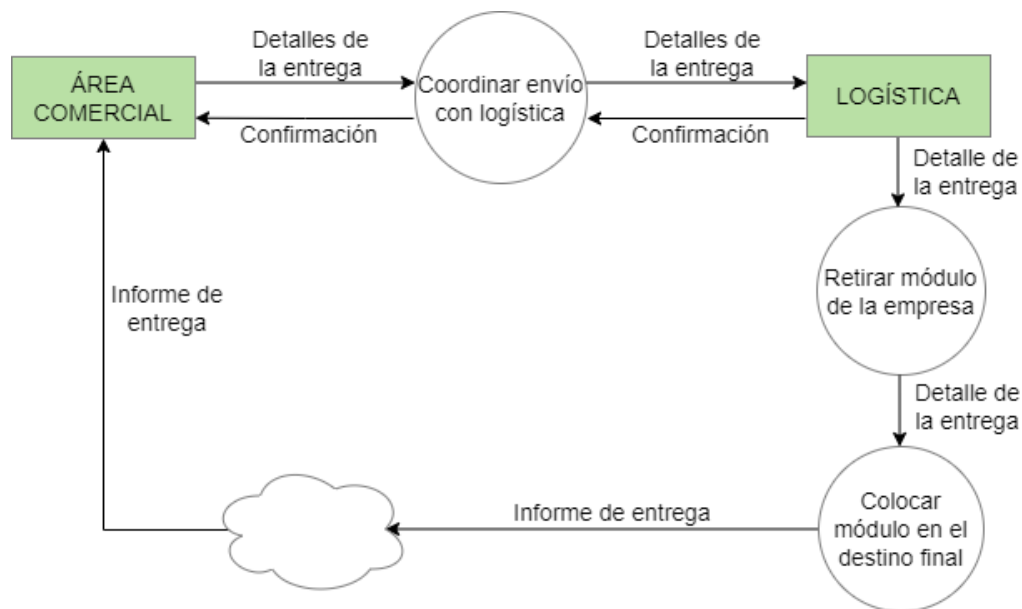 ÁREA
COMERCIAL
Detalles de
la entrega
Confirmación
Coordinar envío
con logística
Detalles de
la entrega
Confirmación
LOGÍSTICA
Detalle de
la entrega
Retirar módulo
de la empresa
Detalle de
la entrega
Colocar
módulo en el
destino final
Informe de entrega
Informe de
entrega